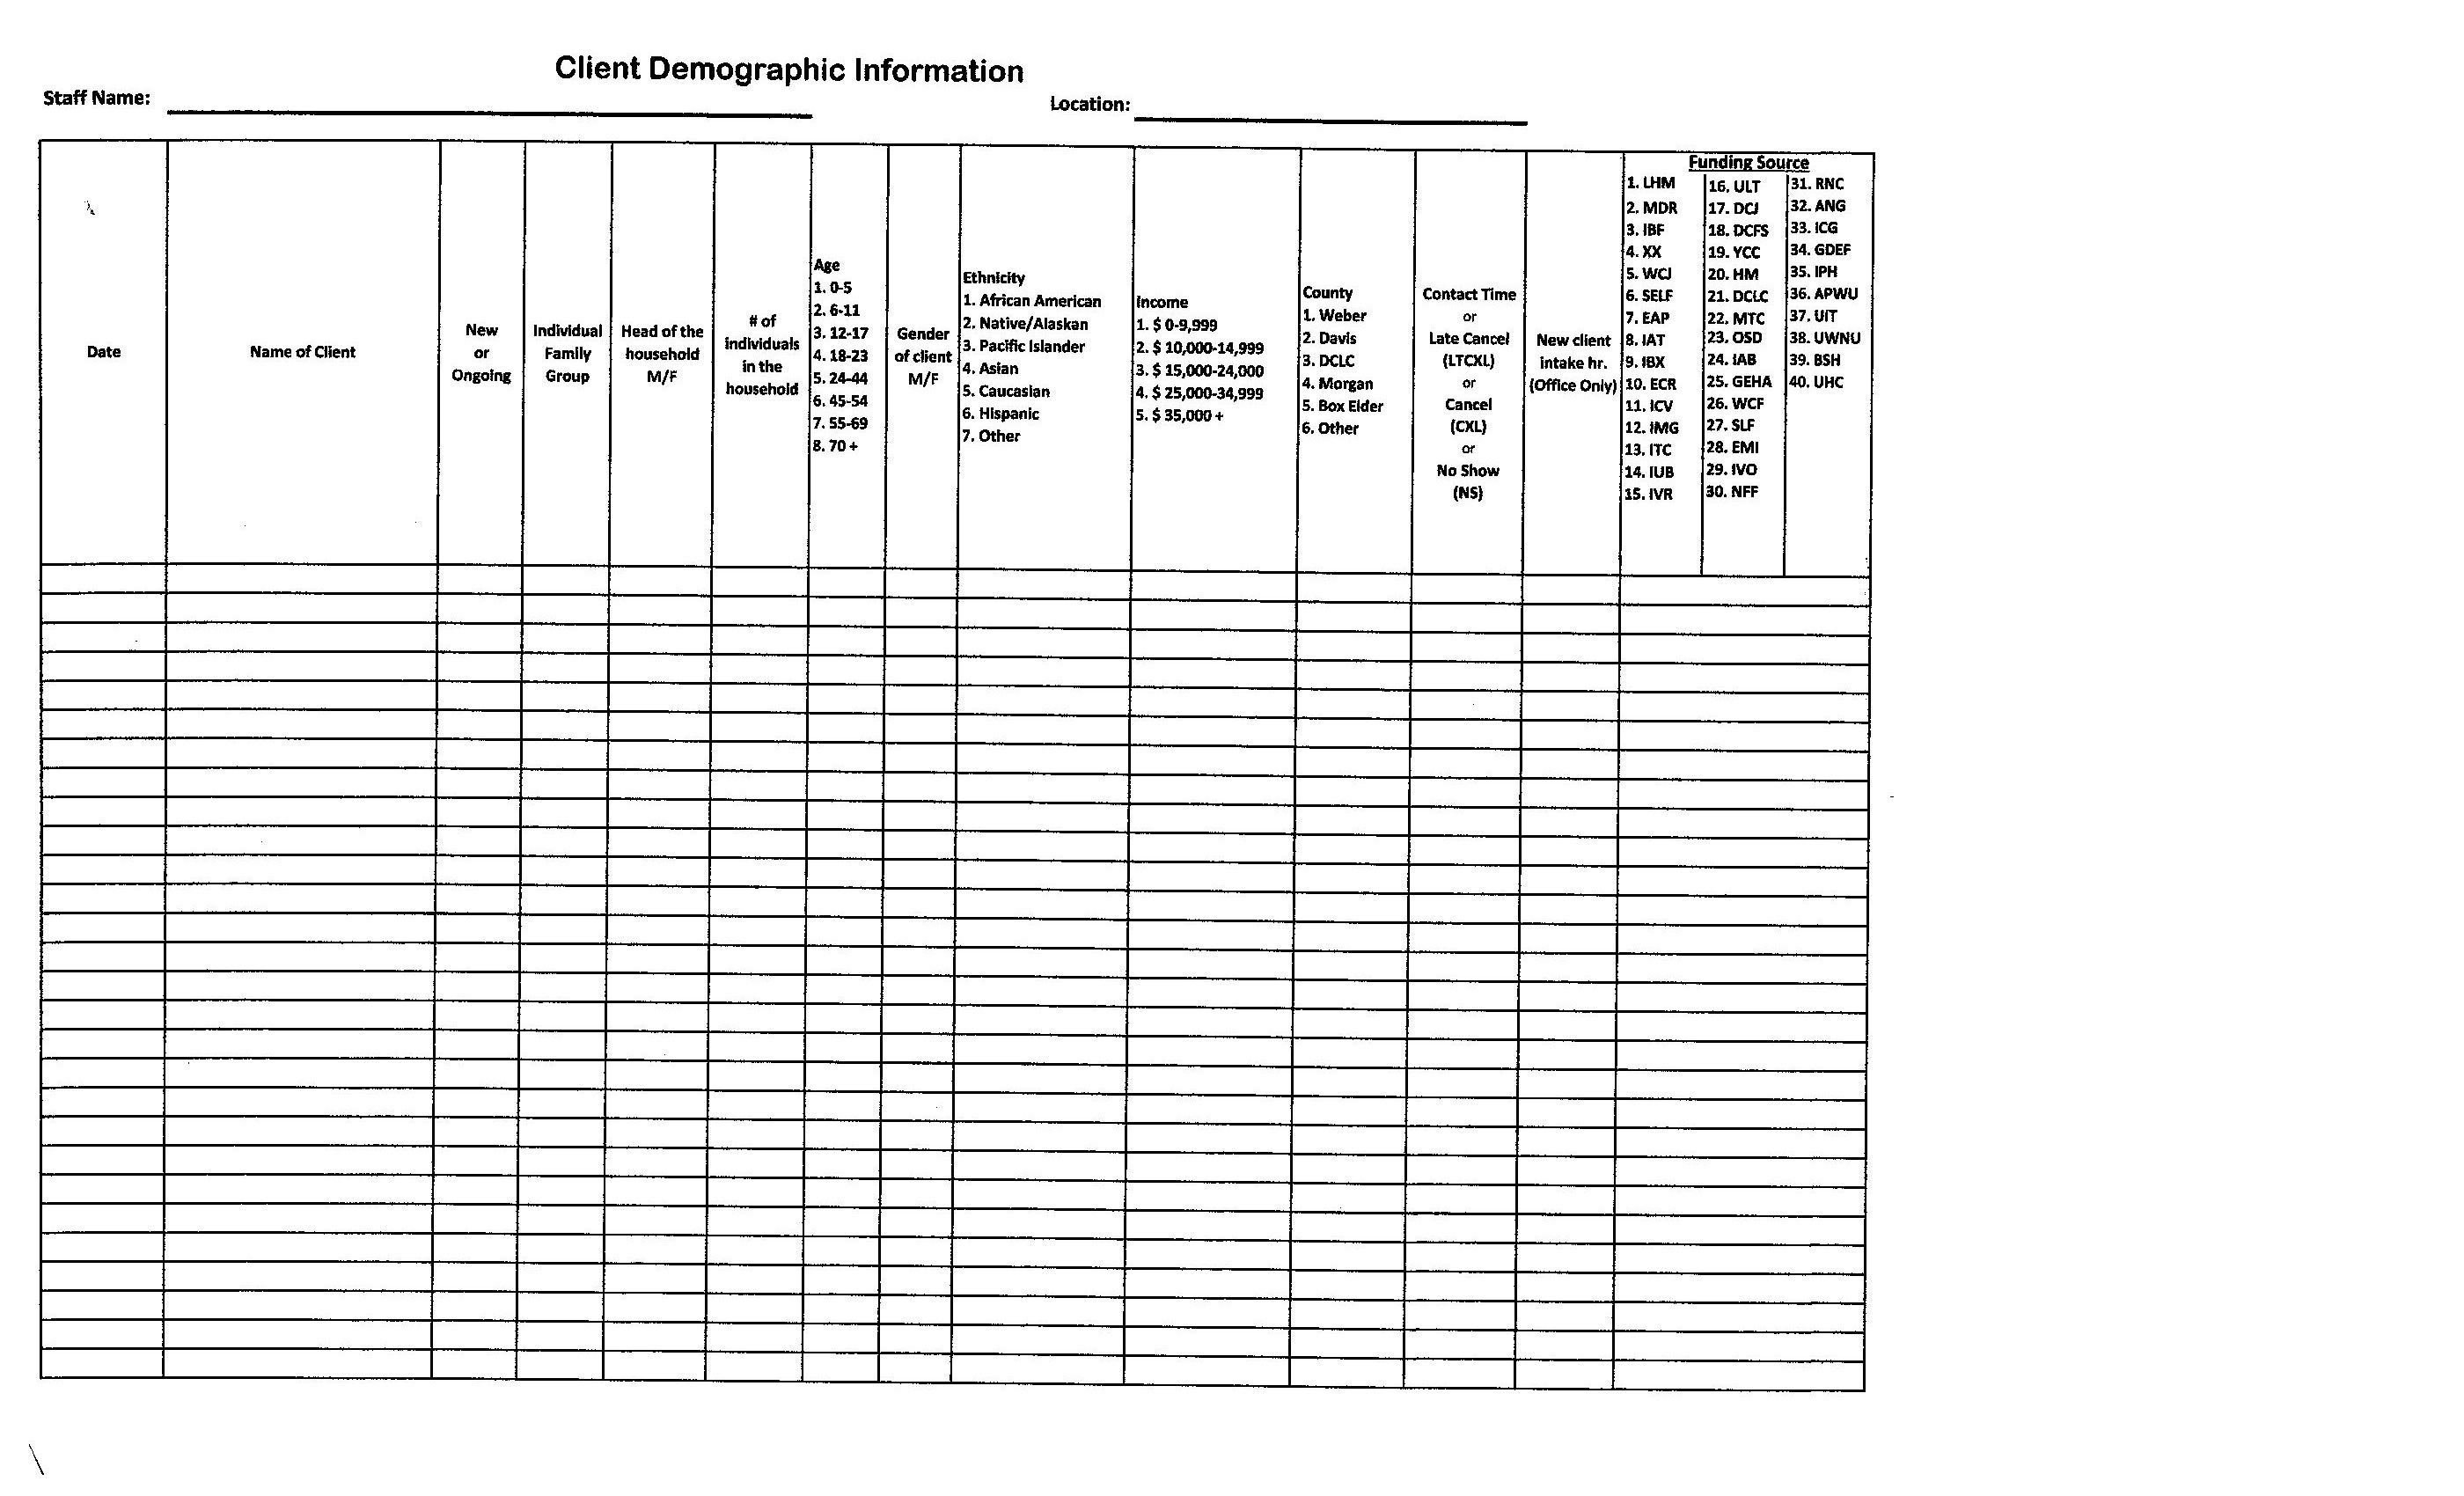 Client Demographic Information
Staff Name:
Location:
Date
Name of Client
New
or
Ongoing
Individual
Family
Group
Head of the
household
M/F
# of
individuals
in the
household
Age
1. 0-5
2. 6-11
3. 12-17
4. 18-23
5. 24-44
6. 45-54
7. 55-69
8. 70 +
Gender
of client
M/F
Ethnicity
1. African American
2. Native/Alaskan
3. Pacific Islander
4. Asian
5. Caucasian
6. Hispanic
7. Other
Income
1. $ 0-9,999
2. $ 10,000-14,999
3. $ 15,000-24,000
4. $ 25,000-34,999
5. $ 35,000 +
County
1. Weber
2. Davis
3. DCLC
4. Morgan
5. Box Elder
6. Other
Contact Time
or
Late Cancel
(LTCXL)
or
Cancel
(CXL)
or
No Show
(NS)
New client
intake hr.
(Office Only)
Funding Source
1. LHM
2. MDR
3. IBF
4. XX
5. WCJ
6. SELF
7. EAP
8. IAT
9. IBX
10. ECR
11. ICV
12. IMG
13. ITC
14. IUB
15. IVR
16. ULT
17. DCJ
18. DCFS
19. YCC
20. HM
21. DCLC
22. MTC
23. OSD
24. IAB
25. GEHA
26. WCF
27. SLF
28. EMI
29. IVO
30. NFF
31. RNC
32. ANG
33. ICG
34. GDEF
35. IPH
36. APWU
37. UIT
38. UWNU
39. BSH
40. UHC